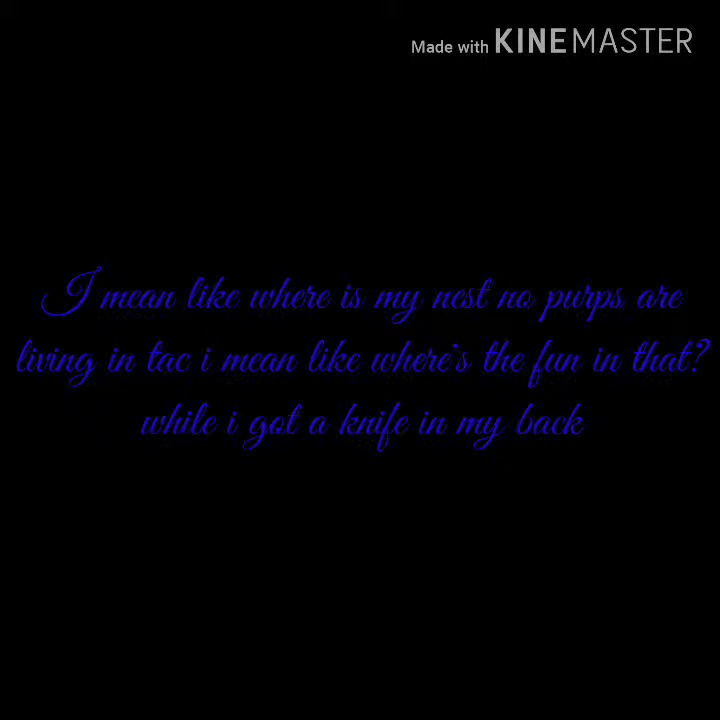 Made with KINEMASTER
I mean like where is my nest no purps are
living in tac i mean like where's the fun in that?
while i got a knife in my back